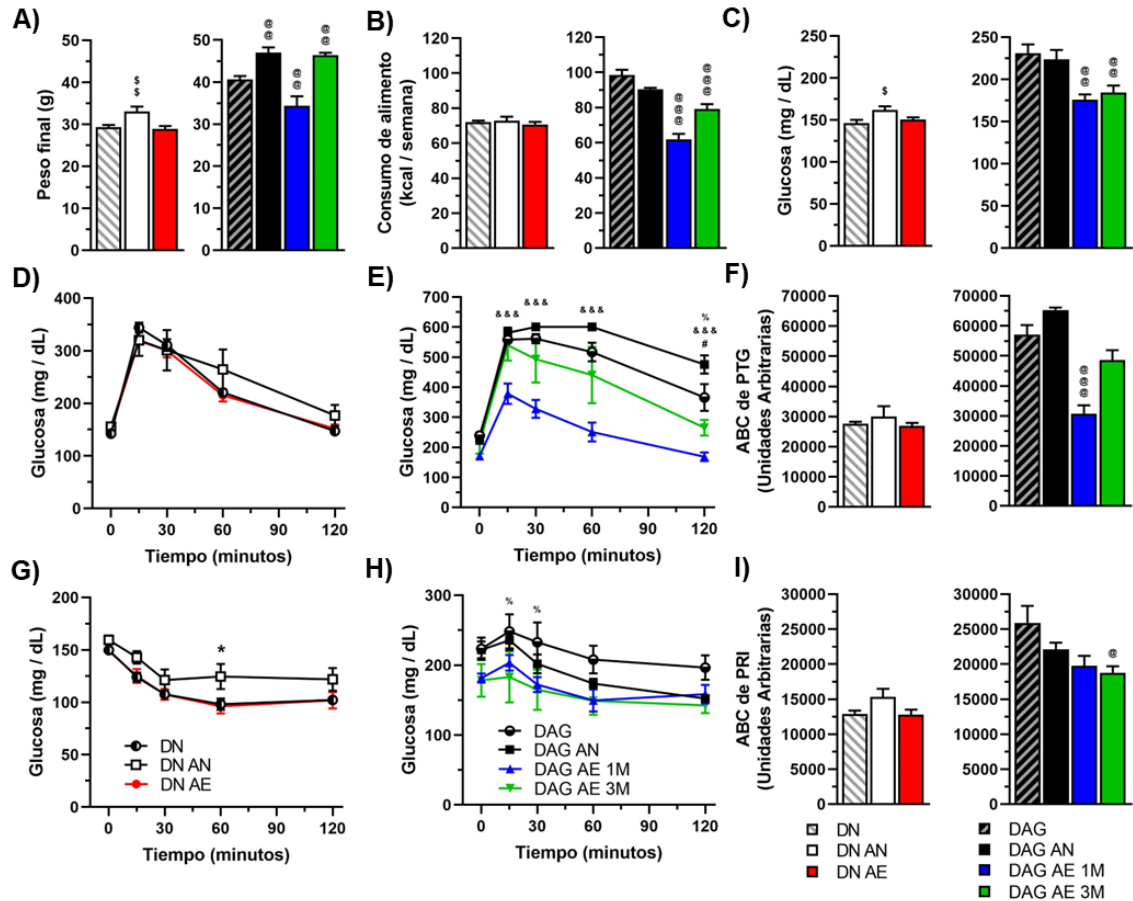 A)
Peso final (g)
50
40
30
20
10
0
$
$
50
40
30
20
10
0
@
@
@
@
@
@
B)
Consumo de alimento
(kcal / semana)
120
100
80
60
40
20
0
120
100
80
60
40
20
0
@
@
@
@
@
@
C)
Glucosa (mg / dL)
250
200
150
100
50
0
$
250
200
150
100
50
0
@
@
@
@
D)
Glucosa (mg / dL)
400
300
200
100
0
0 30 60 90 120
Tiempo (minutos)
E)
Glucosa (mg / dL)
700
600
500
400
300
200
100
0
&&& &&& &&& %
&&&
#
0 30 60 90 120
Tiempo (minutos)
F)
ABC de PTG
(Unidades Arbitrarias)
70000
60000
50000
40000
30000
20000
10000
0
70000
60000
50000
40000
30000
20000
10000
0
@
@
@
G)
Glucosa (mg / dL)
200
150
100
50
0
*
DN
DN AN
DN AE
0 30 60 90 120
Tiempo (minutos)
H)
Glucosa (mg / dL)
300
200
100
0
% %
DAG
DAG AN
DAG AE 1M
DAG AE 3M
0 30 60 90 120
Tiempo (minutos)
I)
ABC de PRI
(Unidades Arbitrarias)
30000
25000
20000
15000
10000
5000
0
30000
25000
20000
15000
10000
5000
0
@
DN
DN AN
DN AE
DAG
DAG AN
DAG AE 1M
DAG AE 3M